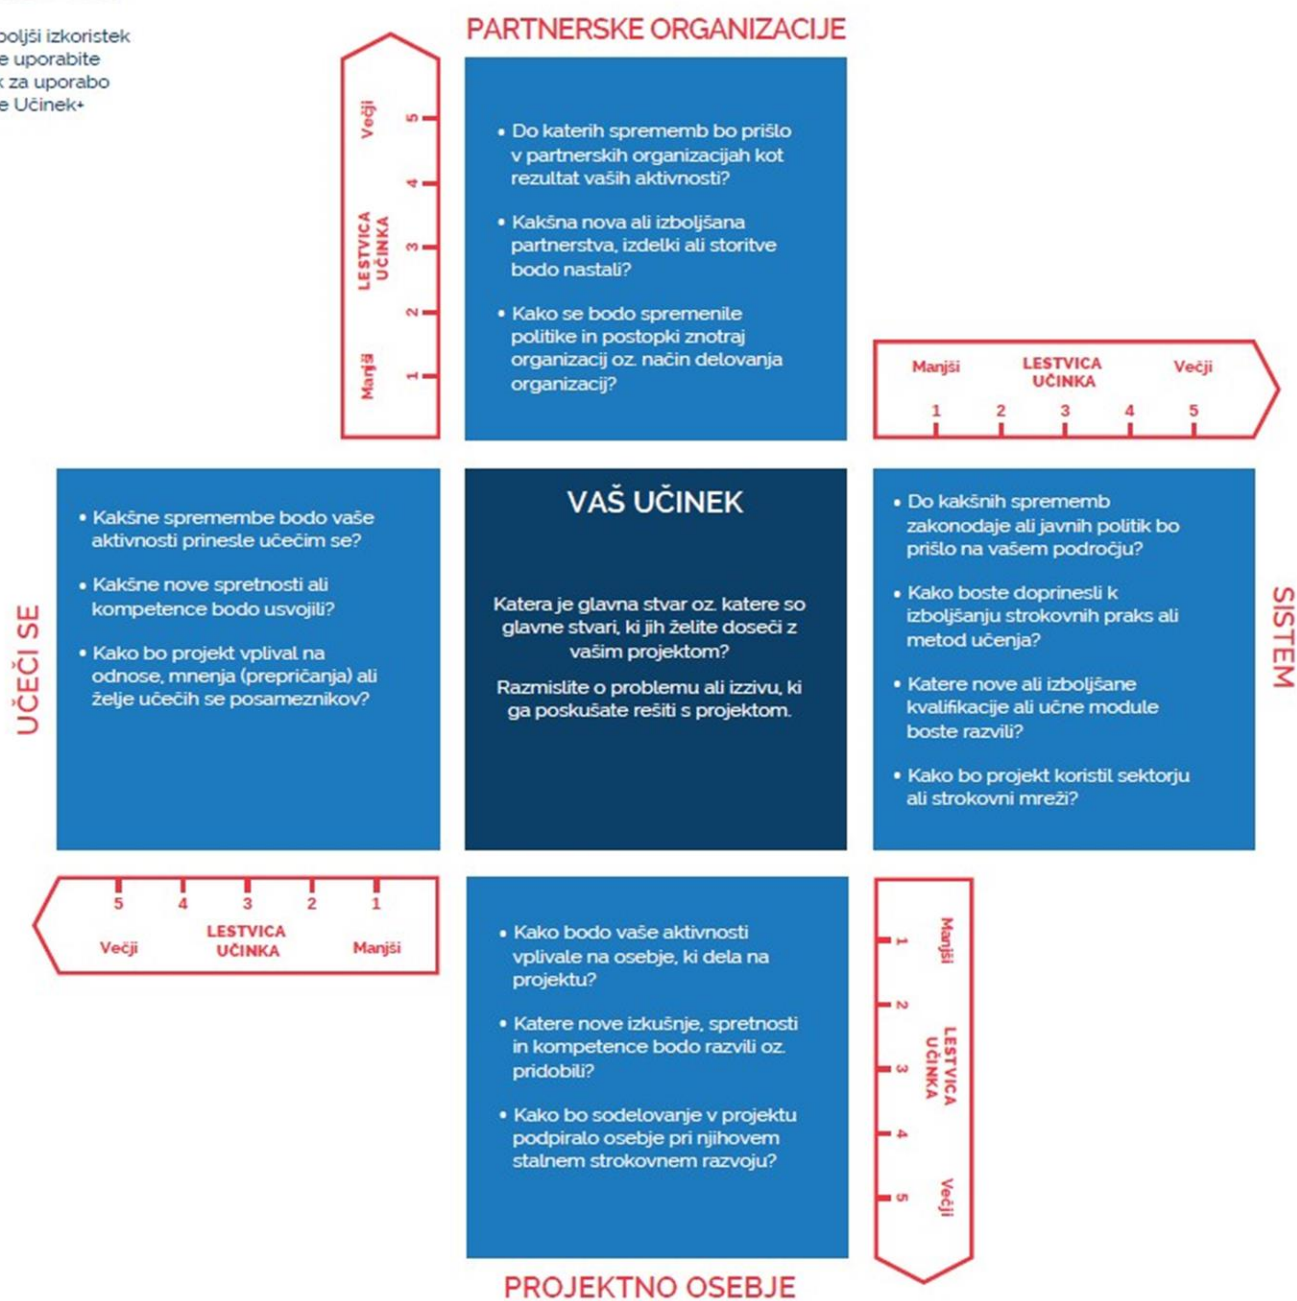 boljši izkoristek
e uporabite
k za uporabo
e Učinek+
PARTNERSKE ORGANIZACIJE
Večji
LESTVICA
UČINKA
Manjši
5
4
3
2
1
• Do katerih sprememb bo prišlo
v partnerskih organizacijah kot
rezultat vaših aktivnosti?
• Kakšna nova ali izboljšana
partnerstva, izdelki ali storitve
bodo nastali?
• Kako se bodo spremenile
politike in postopki znotraj
organizacij oz. način delovanja
organizacij?
Manjši
LESTVICA
UČINKA
Večji
1 2 3 4 5
UČEČI SE
• Kakšne spremembe bodo vaše
aktivnosti prinesle učečim se?
• Kakšne nove spretnosti ali
kompetence bodo usvojili?
• Kako bo projekt vplival na
odnose, mnenja (prepričanja) ali
želje učečih se posameznikov?
VAŠ UČINEK
Katera je glavna stvar oz. katere so
glavne stvari, ki jih želite doseči z
vašim projektom?
Razmislite o problemu ali izzivu, ki
ga poskušate rešiti s projektom.
• Do kakšnih sprememb
zakonodaje ali javnih politik bo
prišlo na vašem področju?
• Kako boste doprinesli k
izboljšanju strokovnih praks ali
metod učenja?
• Katere nove ali izboljšane
kvalifikacije ali učne module
boste razvili?
• Kako bo projekt koristil sektorju
ali strokovni mreži?
SISTEM
5 4 3 2 1
Večji
LESTVICA
UČINKA
Manjši
• Kako bodo vaše aktivnosti
vplivale na osebje, ki dela na
projektu?
• Katere nove izkušnje, spretnosti
in kompetence bodo razvili oz.
pridobili?
• Kako bo sodelovanje v projektu
podpiralo osebje pri njihovem
stalnem strokovnem razvoju?
Manjši
LESTVICA
UČINKA
Večji
1
2
3
4
5
PROJEKTNO OSEBJE